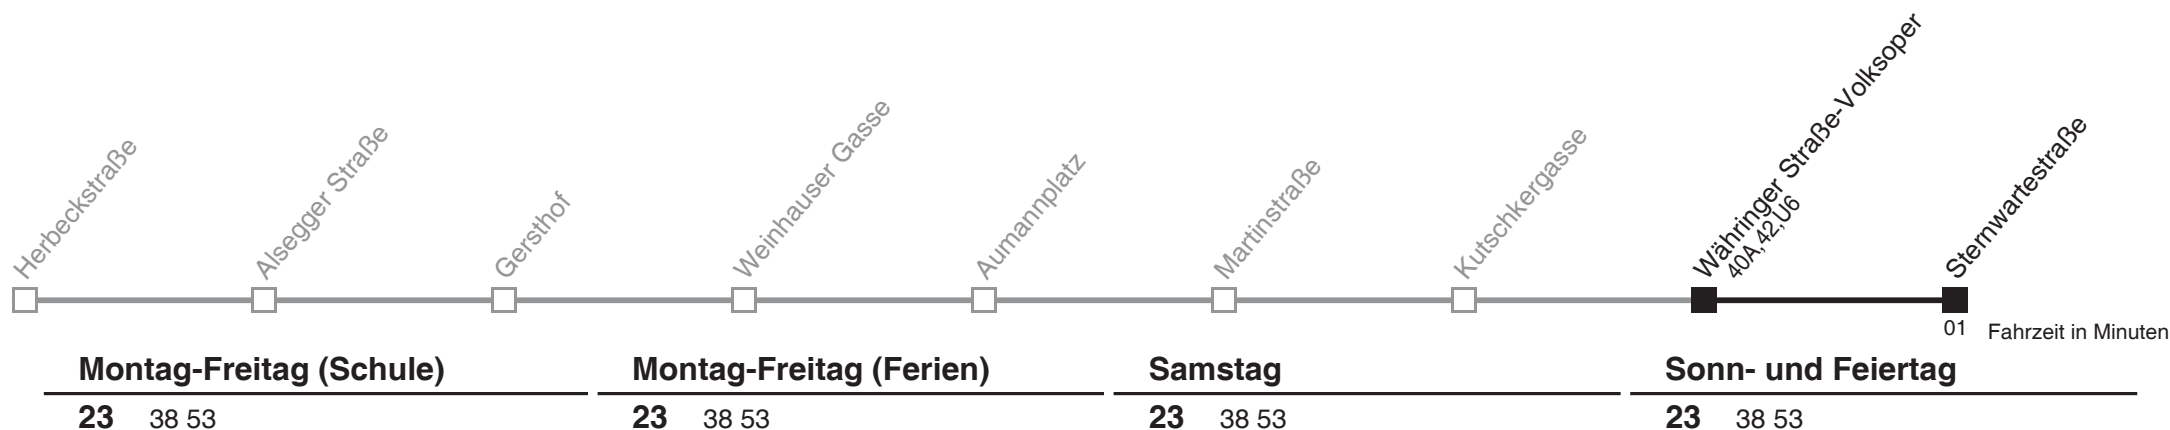 Herbeckstraße
Alsegger Straße
Gersthof
Weinhauser Gasse
Aumannplatz
Martinstraße
Kutschkergasse
Währinger Straße-Volksoper
40A,42,U6
Sternwartestraße
01 Fahrzeit in Minuten
Montag-Freitag (Schule) Montag-Freitag (Ferien) Samstag Sonn- und Feiertag
23 38 53 23 38 53 23 38 53 23 38 53